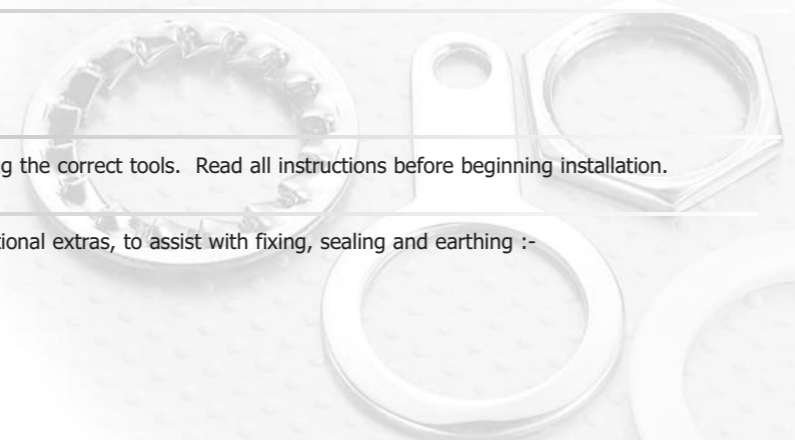 g the correct tools. Read all instructions before beginning installation.
tional extras, to assist with fixing, sealing and earthing :-